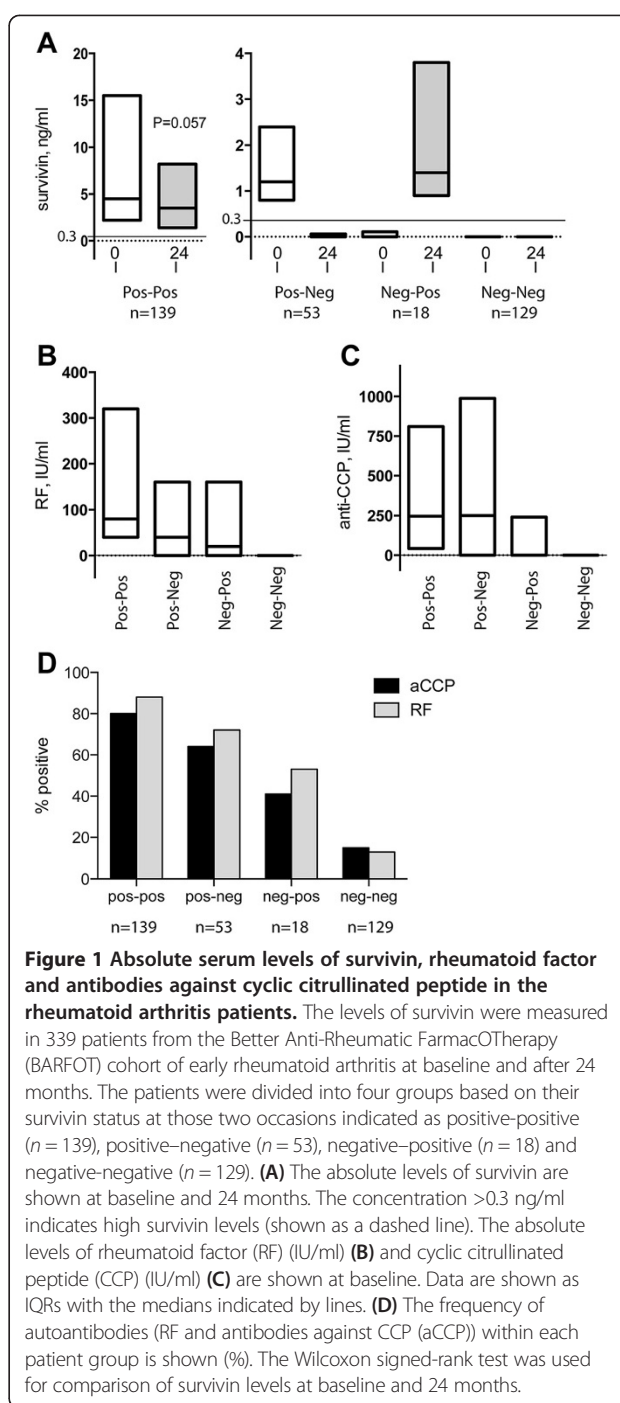 A
survivin, ng/ml
20
15
10
5
0.3
0
P=0.057
0 24
Pos-Pos
n=139
4
3
2
1
0.3
0
0 24 0 24 0 24
Pos-Neg Neg-Pos Neg-Neg
n=53 n=18 n=129
B
RF, IU/ml
400
300
200
100
0
Pos-Pos
Pos-Neg
Neg-Pos
Neg-Neg
C
anti-CCP, IU/ml
1000
750
500
250
0
Pos-Pos
Pos-Neg
Neg-Pos
Neg-Neg
D
% positive
100
80
60
40
20
0
aCCP
RF
pos-pos pos-neg neg-pos neg-neg
n=139 n=53 n=18 n=129
Figure 1 Absolute serum levels of survivin, rheumatoid factor
and antibodies against cyclic citrullinated peptide in the
rheumatoid arthritis patients. The levels of survivin were measured
in 339 patients from the Better Anti-Rheumatic FarmacOTherapy
(BARFOT) cohort of early rheumatoid arthritis at baseline and after 24
months. The patients were divided into four groups based on their
survivin status at those two occasions indicated as positive-positive
(n = 139), positive–negative (n = 53), negative–positive (n = 18) and
negative-negative (n = 129). (A) The absolute levels of survivin are
shown at baseline and 24 months. The concentration >0.3 ng/ml
indicates high survivin levels (shown as a dashed line). The absolute
levels of rheumatoid factor (RF) (IU/ml) (B) and cyclic citrullinated
peptide (CCP) (IU/ml) (C) are shown at baseline. Data are shown as
IQRs with the medians indicated by lines. (D) The frequency of
autoantibodies (RF and antibodies against CCP (aCCP)) within each
patient group is shown (%). The Wilcoxon signed-rank test was used
for comparison of survivin levels at baseline and 24 months.